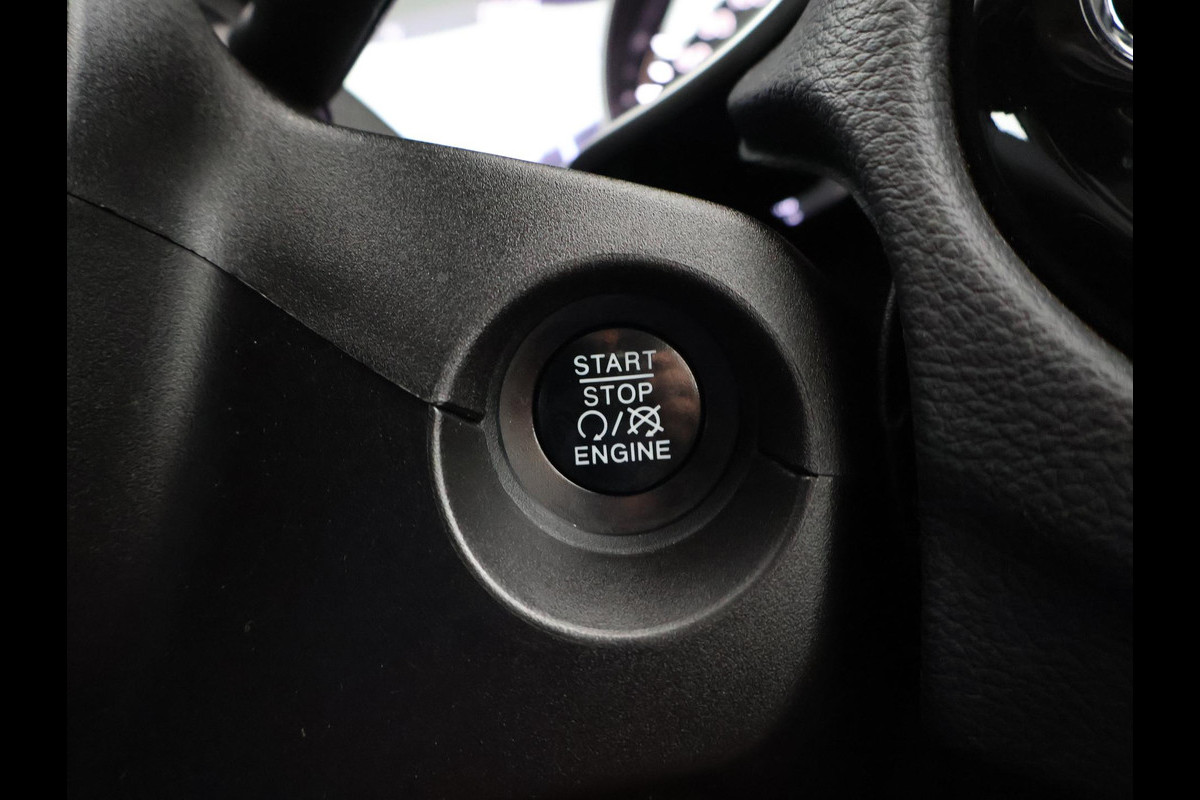 START
STOP
/
ENGINE